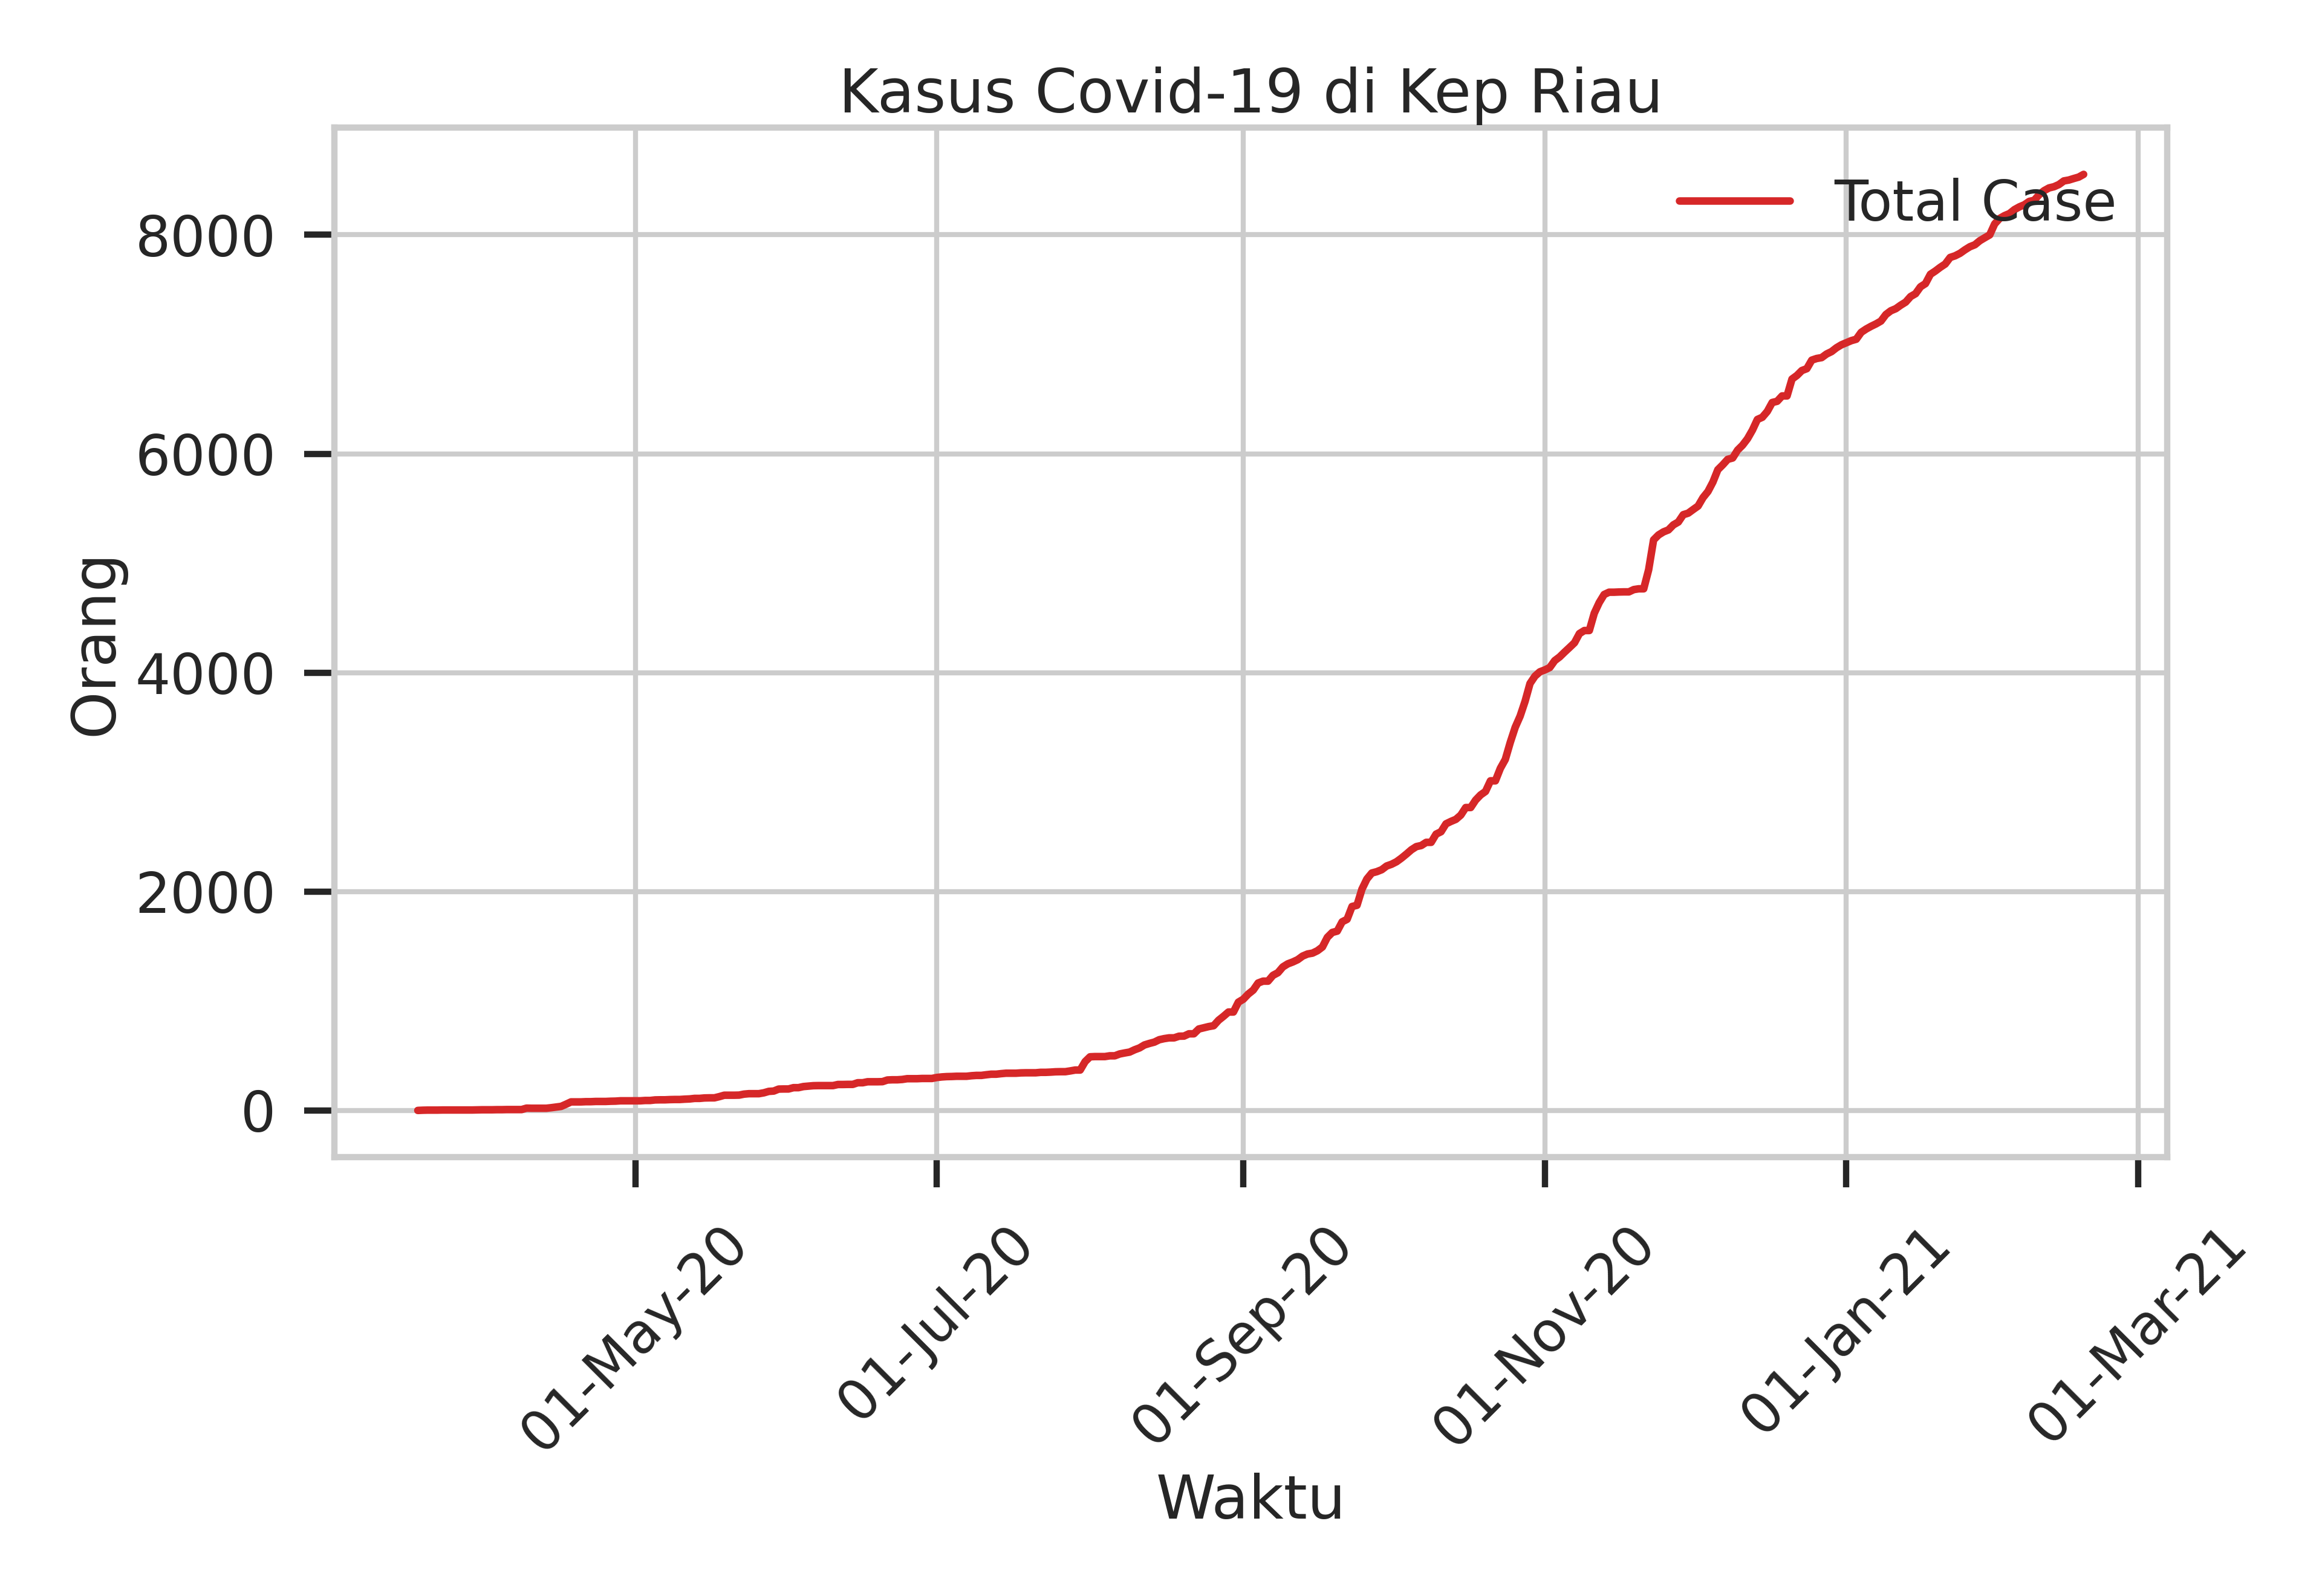 Kasus Covid-19 di Kep Riau
Total Case
8000
6000
4000
2000
0
Orang
01-May-20
01-Jul-20
01-Sep-20
01-Nov-20
01-Jan-21
01-Mar-21
Waktu